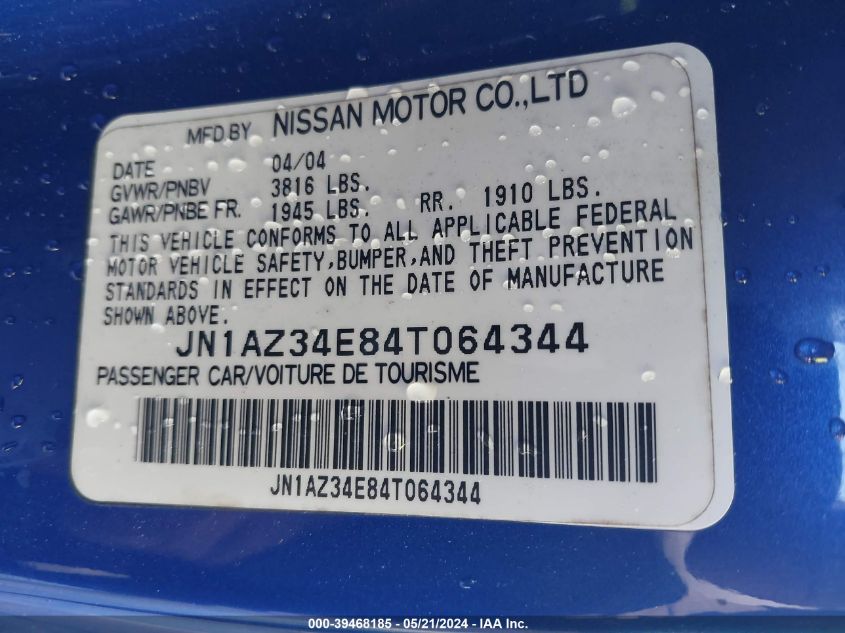 MFD BY NISSAN MOTOR CO.,LTD
DATE 04/04
GVWR/PNBV 3816 LBS.
GAWR/PNBE FR. 1945 LBS. RR. 1910 LBS.
THIS VEHICLE CONFORMS TO ALL APPLICABLE FEDERAL
MOTOR VEHICLE SAFETY,BUMPER,AND THEFT PREVENTION
STANDARDS IN EFFECT ON THE DATE OF MANUFACTURE
SHOWN ABOVE.
JN1AZ34E84T064344
PASSENGER CAR/VOITURE DE TOURISME
JN1AZ34E84T064344
000-39468185 - 05/21/2024 - IAA Inc.